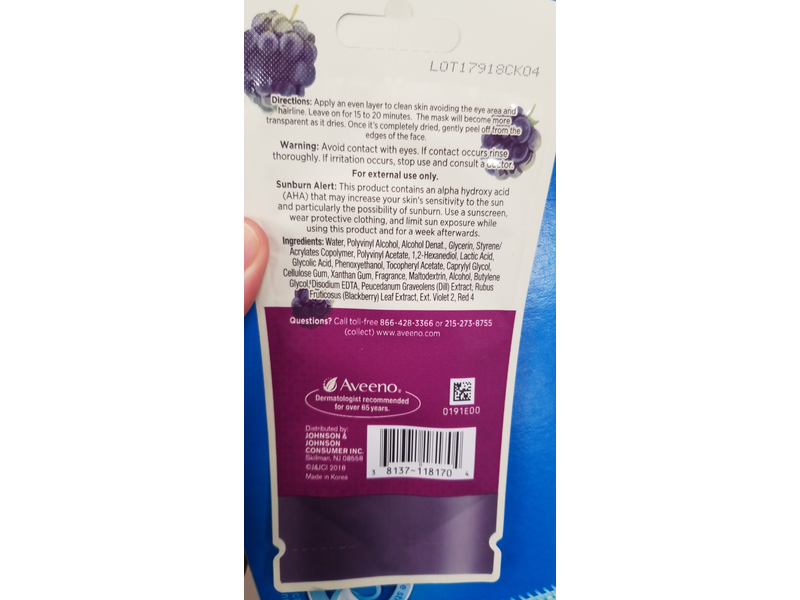 LOT17918CK04
Directions: Apply an even layer to clean skin avoiding the eye area and
hairline. Leave on for 15 to 20 minutes. The mask will become more
transparent as it dries. Once it's completely dried, gently peel off from the
edges of the face.
Warning: Avoid contact with eyes. If contact occurs rinse
thoroughly. If irritation occurs, stop use and consult a doctor.
For external use only.
Sunburn Alert: This product contains an alpha hydroxy acid
(AHA) that may increase your skin's sensitivity to the sun
and particularly the possibility of sunburn. Use a sunscreen,
wear protective clothing, and limit sun exposure while
using this product and for a week afterwards.
Ingredients: Water, Polyvinyl Alcohol, Alcohol Denat., Glycerin, Styrene/
Acrylates Copolymer, Polyvinyl Acetate, 1,2-Hexanediol, Lactic Acid,
Glycolic Acid, Phenoxyethanol, Tocopheryl Acetate, Caprylyl Glycol,
Cellulose Gum, Xanthan Gum, Fragrance, Maltodextrin, Alcohol, Butylene
Glycol, Disodium EDTA, Peucedanum Graveolens (Dill) Extract, Rubus
Fruticosus (Blackberry) Leaf Extract, Ext. Violet 2, Red 4
Questions? Call toll-free 866-428-3366 or 215-273-8755
(collect) www.aveeno.com
Aveeno®
Dermatologist recommended
for over 65 years.
0191E00
Distributed by:
JOHNSON &
JOHNSON
CONSUMER INC.
Skillman, NJ 08558
©J&JCI 2018
Made in Korea
3 8137-118170 4